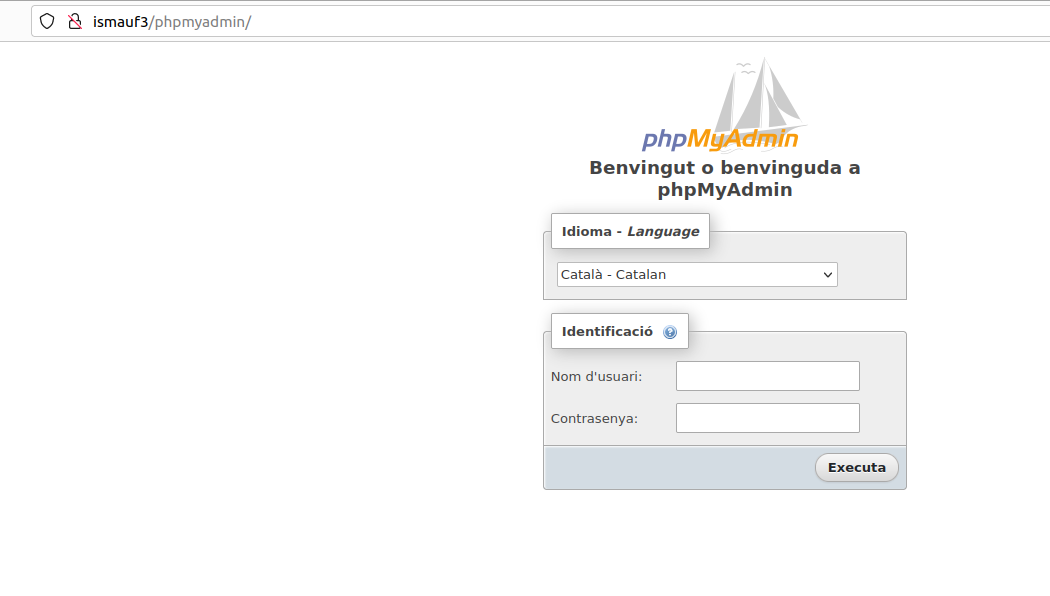 ismauf3/phpmyadmin/
phpMyAdmin
Benvingut o benvinguda a
phpMyAdmin
Idioma - Language
Català - Catalan
Identificació
Nom d'usuari:
Contrasenya:
Executa